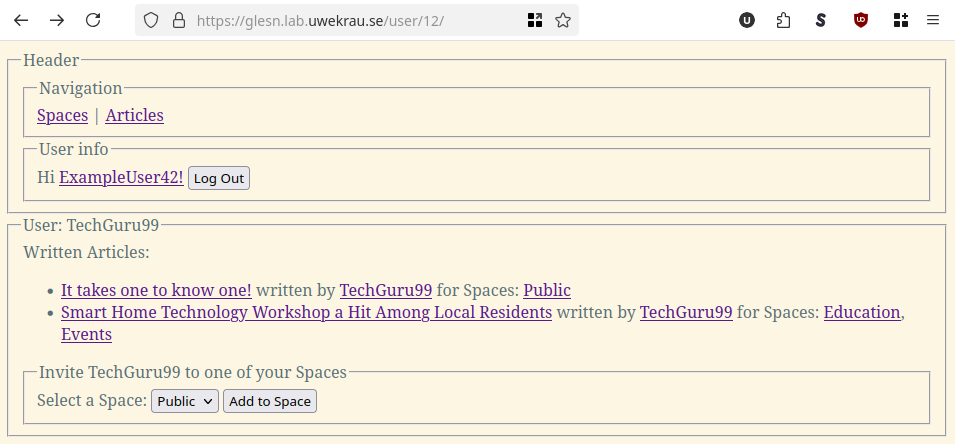 https://glesn.lab.uwekrau.se/user/12/
Header
Navigation
Spaces | Articles
User info
Hi ExampleUser42! Log Out
User: TechGuru99
Written Articles:
It takes one to know one! written by TechGuru99 for Spaces: Public
Smart Home Technology Workshop a Hit Among Local Residents written by TechGuru99 for Spaces: Education,
Events
Invite TechGuru99 to one of your Spaces
Select a Space: Public Add to Space